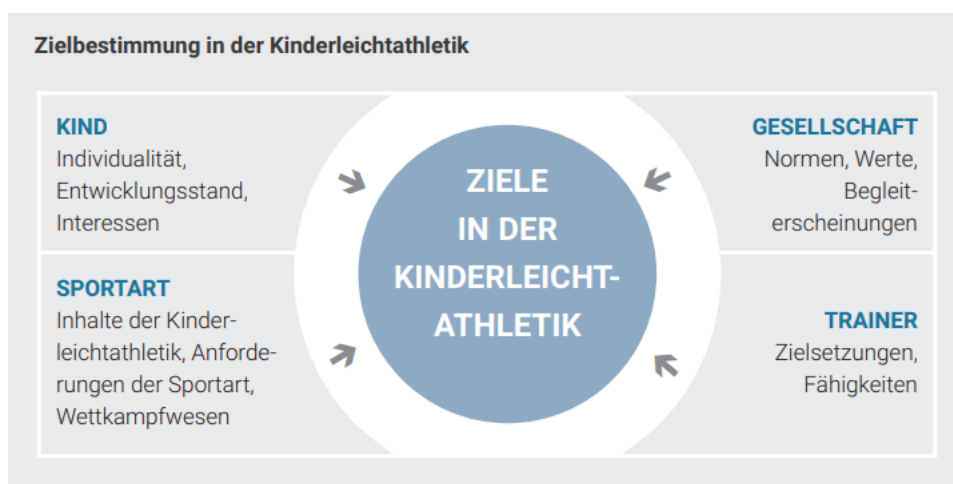 Zielbestimmung in der Kinderleichtathletik
KIND
Individualität,
Entwicklungsstand,
Interessen
SPORTART
Inhalte der Kinder-
leichtathletik, Anforde-
rungen der Sportart,
Wettkampfwesen
ZIELE
IN DER
KINDERLEICHT-
ATHLETIK
GESELLSCHAFT
Normen, Werte,
Begleit-
erscheinungen
TRAINER
Zielsetzungen,
Fähigkeiten